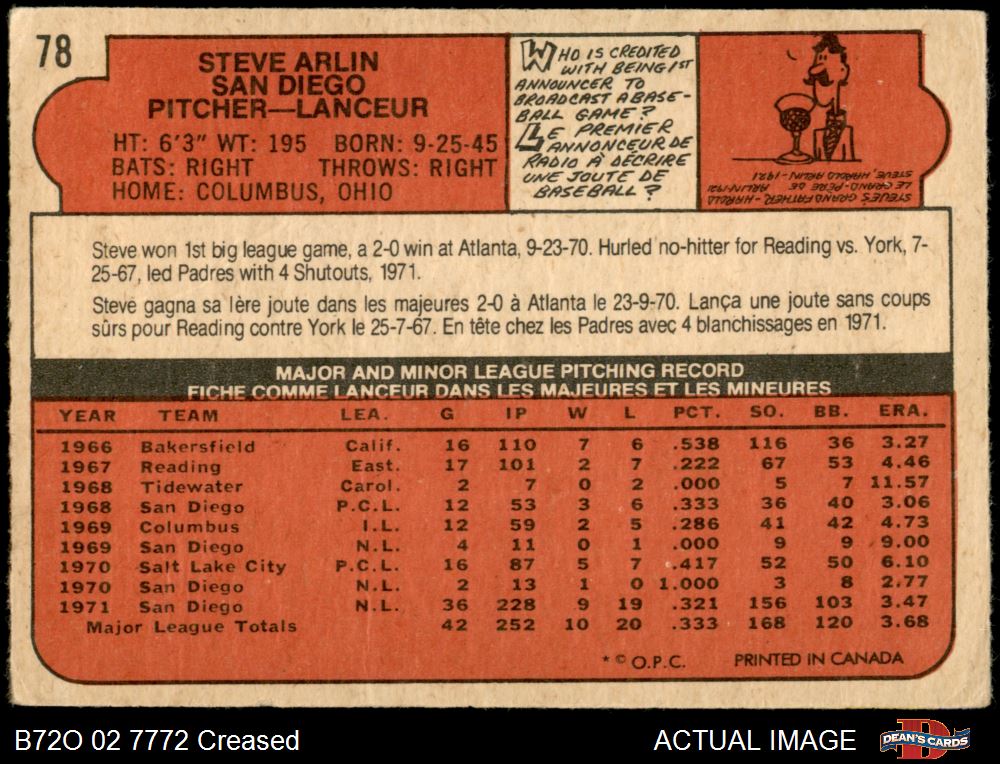 78
STEVE ARLIN
SAN DIEGO
PITCHER—LANCEUR
HT: 6'3" WT: 195 BORN: 9-25-45
BATS: RIGHT THROWS: RIGHT
HOME: COLUMBUS, OHIO
WHO IS CREDITED
WITH BEING 1ST
ANNOUNCER TO
BROADCAST A BASE-
BALL GAME?
LE PREMIER
ANNONCEUR DE
RADIO À DÉCRIRE
UNE JOUTE DE
BASEBALL?
STEVE'S GRANDFATHER - HAROLD
ARLIN-1921
LE GRAND-PÈRE DE
STEVE, HAROLD ARLIN-1921
Steve won 1st big league game, a 2-0 win at Atlanta, 9-23-70. Hurled no-hitter for Reading vs. York, 7-
25-67, led Padres with 4 Shutouts, 1971.
Steve gagna sa 1ère joute dans les majeures 2-0 à Atlanta le 23-9-70. Lança une joute sans coups
sûrs pour Reading contre York le 25-7-67. En tête chez les Padres avec 4 blanchissages en 1971.
MAJOR AND MINOR LEAGUE PITCHING RECORD
FICHE COMME LANCEUR DANS LES MAJEURES ET LES MINEURES
YEAR TEAM LEA. G IP W L PCT. SO. BB. ERA.
1966 Bakersfield Calif. 16 110 7 6 .538 116 36 3.27
1967 Reading East. 17 101 2 7 .222 67 53 4.46
1968 Tidewater Carol. 2 7 0 2 .000 5 7 11.57
1968 San Diego P.C.L. 12 53 3 6 .333 36 40 3.06
1969 Columbus I.L. 12 59 2 5 .286 41 42 4.73
1969 San Diego N.L. 4 11 0 1 .000 9 9 9.00
1970 Salt Lake City P.C.L. 16 87 5 7 .417 52 50 6.10
1970 San Diego N.L. 2 13 1 0 1.000 3 8 2.77
1971 San Diego N.L. 36 228 9 19 .321 156 103 3.47
Major League Totals 42 252 10 20 .333 168 120 3.68
* © O.P.C. PRINTED IN CANADA
B72O 02 7772 Creased
ACTUAL IMAGE
D
DEAN'S CARDS